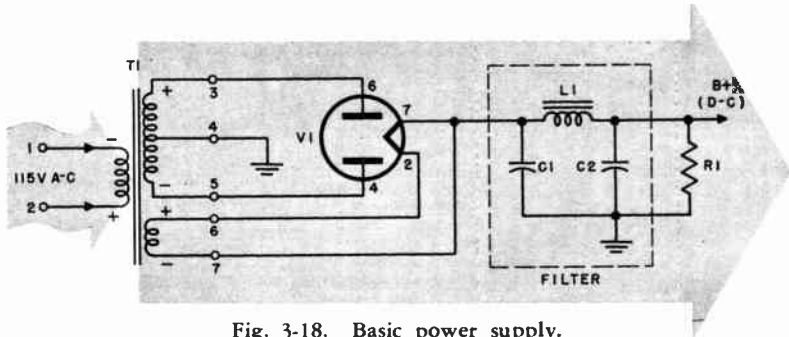 T1
3
+
4
-
5
+
6
-
7
1
115V A-C
2
-
+
V1
6
7
2
4
L1
C1
C2
FILTER
R1
B+
(D-C)
Fig. 3-18. Basic power supply.